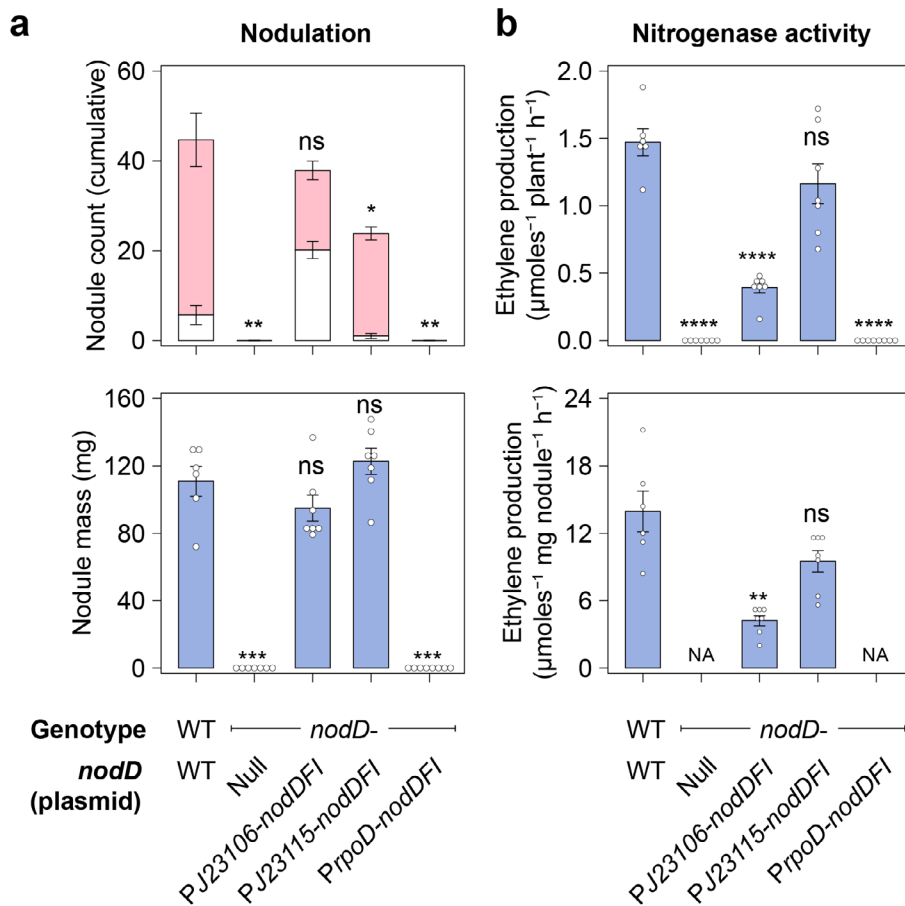 a
Nodulation
Nodule count (cumulative)
60
40
20
0
**
ns
*
**
Nodule mass (mg)
160
120
80
40
0
***
ns
ns
***
b
Nitrogenase activity
Ethylene production
(µmoles⁻¹ plant⁻¹ h⁻¹)
2.0
1.5
1.0
0.5
0.0
****
****
ns
****
Ethylene production
(µmoles⁻¹ mg nodule⁻¹ h⁻¹)
24
18
12
6
0
NA
**
ns
NA
Genotype WT nodD- WT nodD-
nodD
(plasmid)
WT
Null
PJ23106-nodDFI
PJ23115-nodDFI
PrpoD-nodDFI
WT
Null
PJ23106-nodDFI
PJ23115-nodDFI
PrpoD-nodDFI